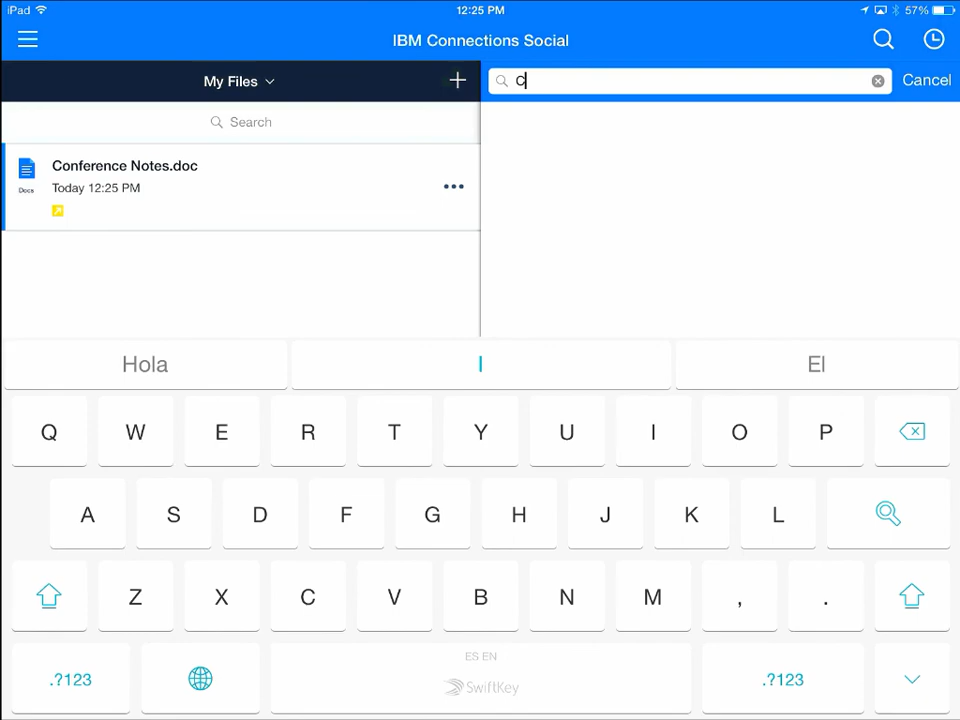 iPad 12:25 PM 57%
IBM Connections Social
My Files
C Cancel
Search
Conference Notes.doc
Docs Today 12:25 PM
Hola I El
Q W E R T Y U I O P
A S D F G H J K L
Z X C V B N M , .
.?123 ES EN .?123
SwiftKey